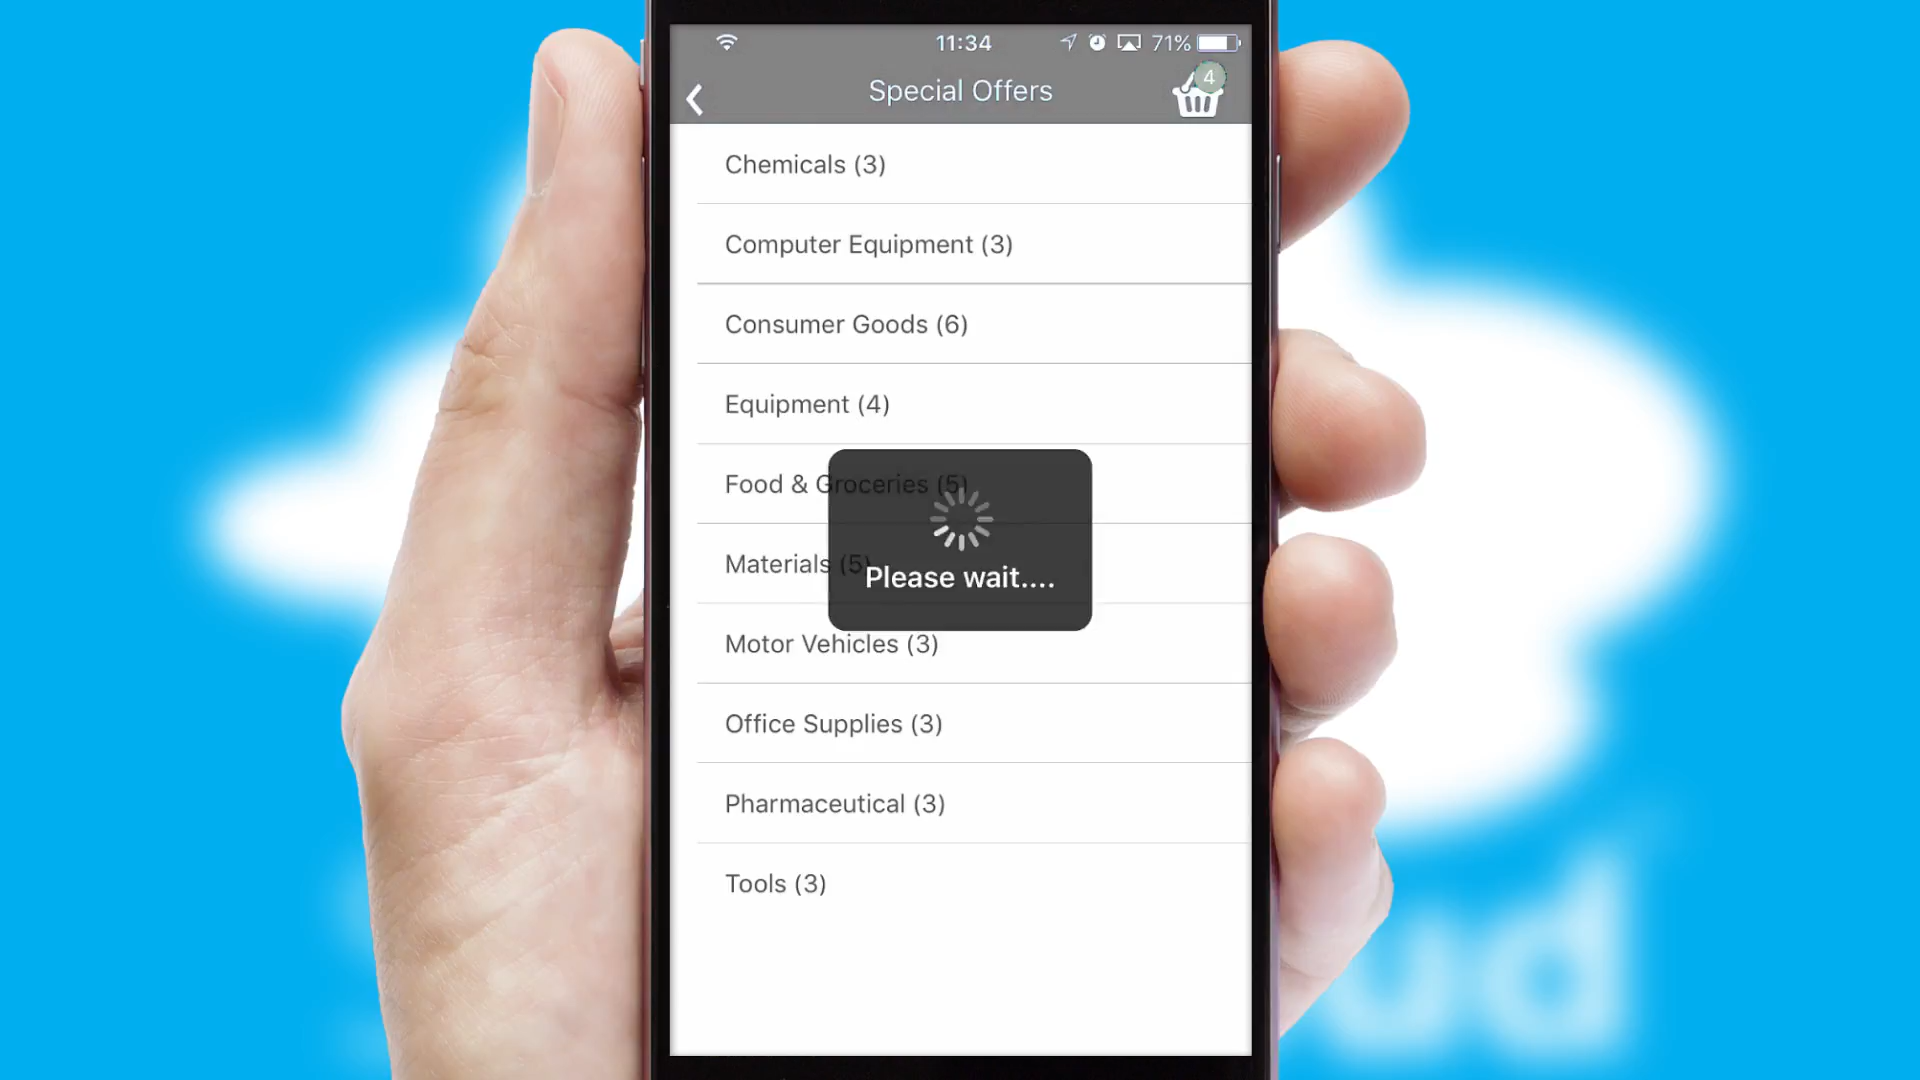 11:34
71%
Special Offers
4
Chemicals (3)
Computer Equipment (3)
Consumer Goods (6)
Equipment (4)
Food & Groceries (5)
Materials (5)
Please wait....
Motor Vehicles (3)
Office Supplies (3)
Pharmaceutical (3)
Tools (3)
ud